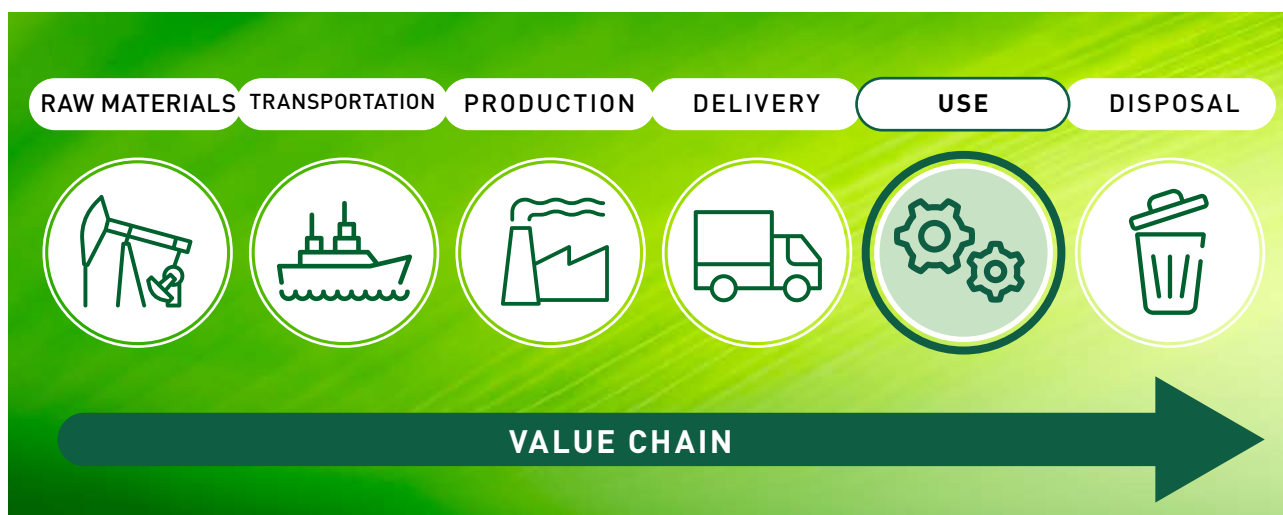 RAW MATERIALS
TRANSPORTATION
PRODUCTION
DELIVERY
USE
DISPOSAL
VALUE CHAIN